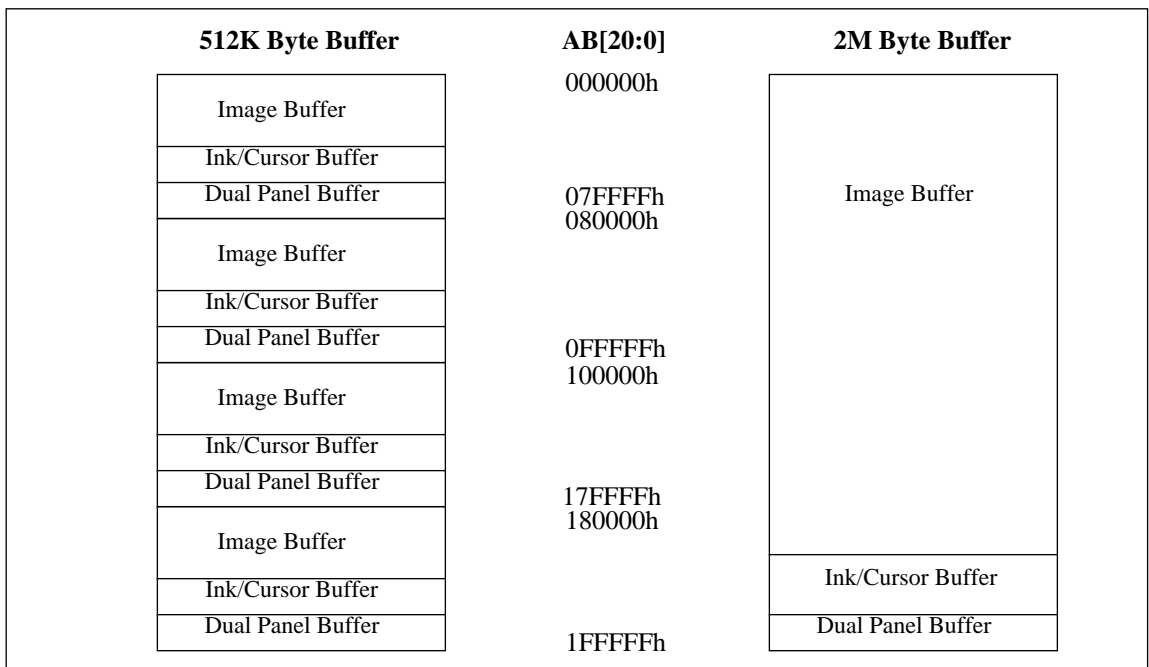 512K Byte Buffer
AB[20:0]
2M Byte Buffer
000000h
Image Buffer
Ink/Cursor Buffer
Dual Panel Buffer
07FFFFh
Image Buffer
080000h
Image Buffer
Ink/Cursor Buffer
Dual Panel Buffer
0FFFFFh
100000h
Image Buffer
Ink/Cursor Buffer
Dual Panel Buffer
17FFFFh
180000h
Image Buffer
Ink/Cursor Buffer
Ink/Cursor Buffer
Dual Panel Buffer
Dual Panel Buffer
1FFFFFh